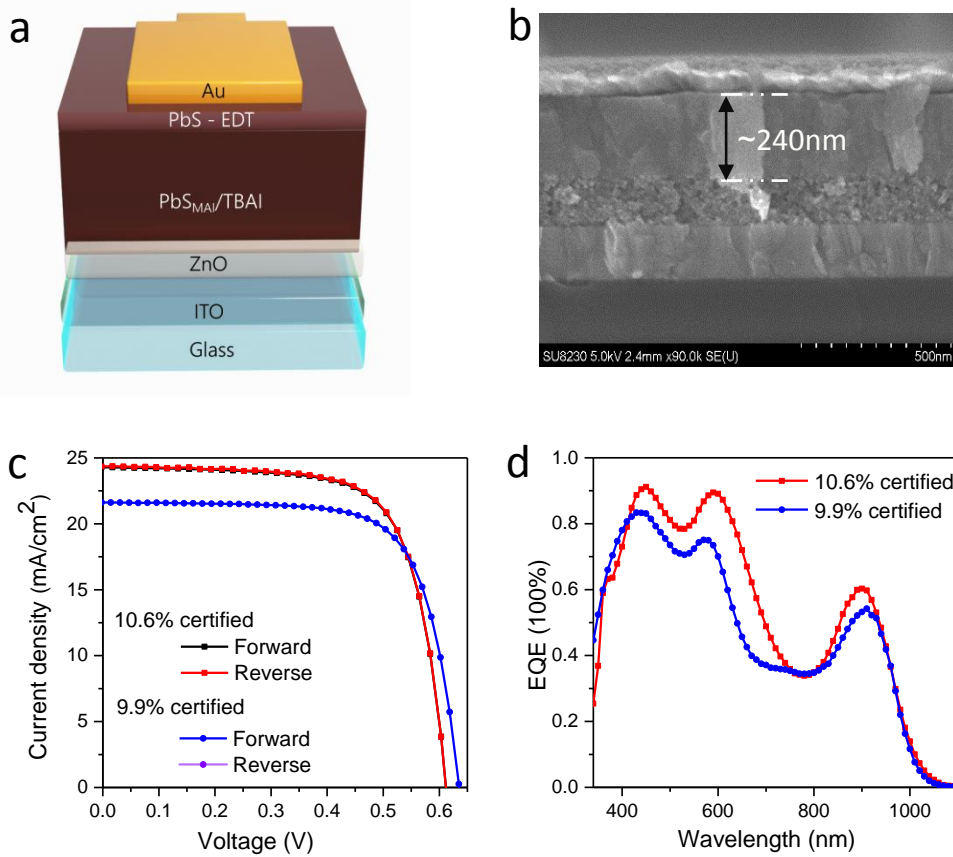 a
Au
PbS - EDT
PbS_MAI/TBAI
ZnO
ITO
Glass
b
~240nm
SU8230 5.0kV 2.4mm x90.0k SE(U)
500nm
c
25
20
15
10
5
0
0.0
0.1
0.2
0.3
0.4
0.5
0.6
Current density (mA/cm²)
Voltage (V)
10.6% certified
Forward
Reverse
9.9% certified
Forward
Reverse
d
1.0
0.8
0.6
0.4
0.2
0.0
400
600
800
1000
EQE (100%)
Wavelength (nm)
10.6% certified
9.9% certified